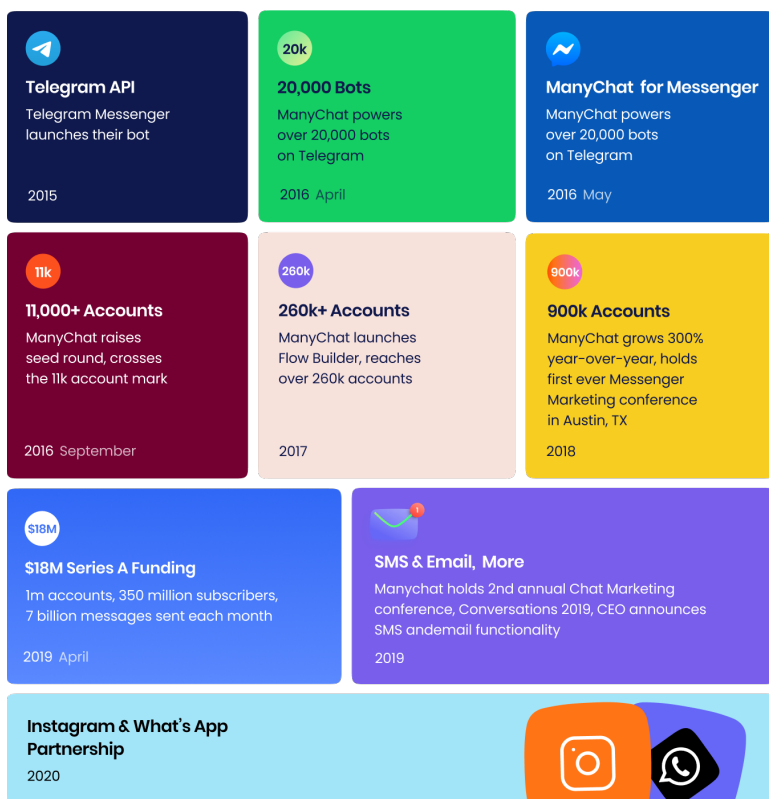 Telegram API
Telegram Messenger
launches their bot
2015
20k
20,000 Bots
ManyChat powers
over 20,000 bots
on Telegram
2016 April
ManyChat for Messenger
ManyChat powers
over 20,000 bots
on Telegram
2016 May
11k
11,000+ Accounts
ManyChat raises
seed round, crosses
the 11k account mark
2016 September
260k
260k+ Accounts
ManyChat launches
Flow Builder, reaches
over 260k accounts
2017
900k
900k Accounts
ManyChat grows 300%
year-over-year, holds
first ever Messenger
Marketing conference
in Austin, TX
2018
$18M
$18M Series A Funding
1m accounts, 350 million subscribers,
7 billion messages sent each month
2019 April
1
SMS & Email, More
Manychat holds 2nd annual Chat Marketing
conference, Conversations 2019, CEO announces
SMS andemail functionality
2019
Instagram & What's App
Partnership
2020